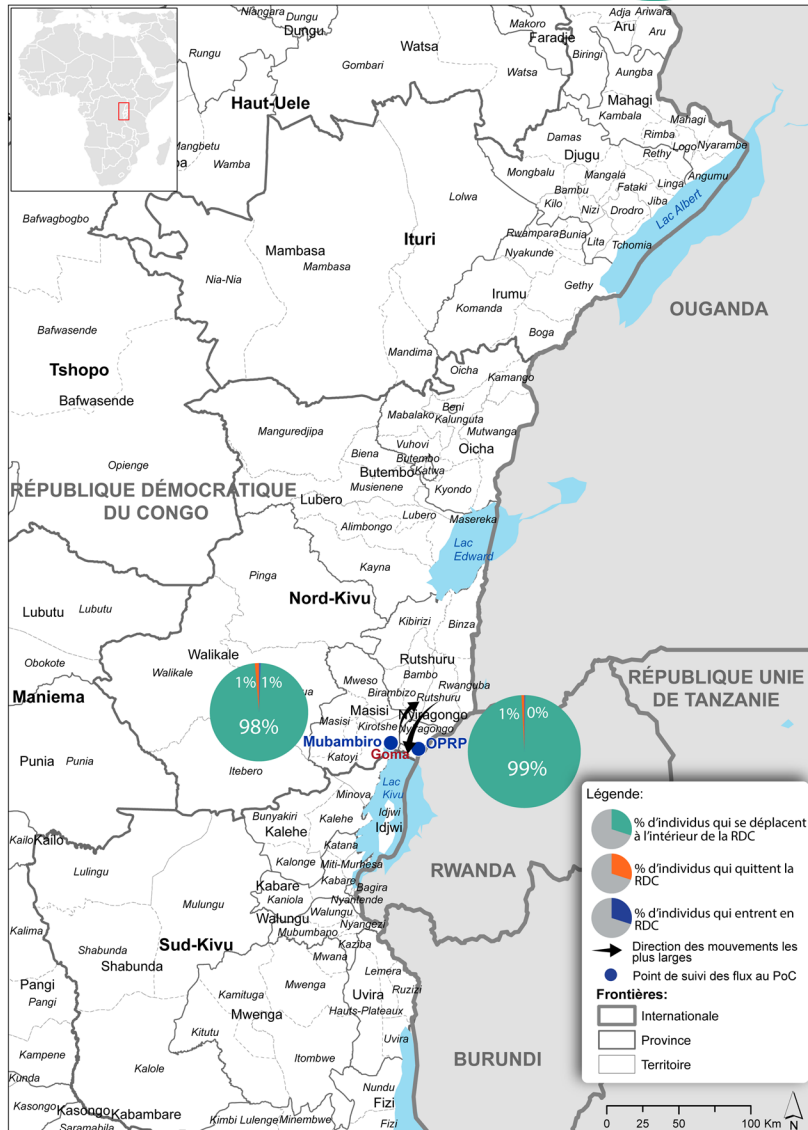 Niangara
Dungu
Dungu
Makoro
Faradje
Adja
Ariwara
Aru
Aru
Rungu
Watsa
Gombari
Watsa
Biringi
Aungba
Haut-Uele
Mahagi
Kambala
Mahagi
Mangbetu
ba
Wamba
Damas
Rimba
Logo
Nyarambe
Djugu
Rethy
Mongbalu
Mangala
Angumu
Lolwa
Bambu
Fataki
Linga
Kilo
Nizi
Drodro
Jiba
Lac Albert
Bafwagbogbo
Ituri
Rwampara
Bunia
Lita
Tchomia
Mambasa
Mambasa
Nyakunde
Nia-Nia
Irumu
Gethy
Komanda
OUGANDA
Bafwasende
Boga
Mandima
Tshopo
Oicha
Kamango
Bafwasende
Beni
Mabalako
Kalunguta
Manguredjipa
Mutwanga
Vuhovi
Oicha
Biena
Butembo
Butembo
Katwa
Opienge
Musienene
Kyondo
RÉPUBLIQUE DÉMOCRATIQUE
DU CONGO
Lubero
Lubero
Masereka
Alimbongo
Lac
Edward
Kayna
Pinga
Nord-Kivu
Lubutu
Lubutu
Kibirizi
Binza
Walikale
Rutshuru
Obokote
Walikale
Bambo
RÉPUBLIQUE UNIE
DE TANZANIE
Mweso
Rwanguba
1%
1%
98%
ua
Birambizo
Rutshuru
Maniema
Masisi
Nyiragongo
1%
0%
99%
Masisi
Kirotshe
Nyiragongo
Mubambiro
OPRP
Goma
Punia
Punia
Katoyi
Itebero
Lac
Kivu
Minova
Bunyakiri
Kalehe
Idjwi
Idjwi
Kalehe
Kailo
Kailo
Katana
Lulingu
Kalonge
Miti-Murhesa
RWANDA
Kabare
Kabare
Bagira
Mulungu
Kaniola
Nyantende
Walungu
Walungu
Nyangezi
Kalima
Mubumbapo
Sud-Kivu
Kaziba
Shabunda
Mwana
Shabunda
Lemera
Pangi
Mwenga
Uvira
Ruzizi
Pangi
Kamituga
Mwenga
Hauts-Plateaux
Kitutu
Uvira
Kampene
Itombwe
BURUNDI
Kalole
Kunda
Nundu
Kasongo
Kasongo
Kabambare
Fizi
Saramabila
Kimbi Lulenge
Minembwe
Fizi
Légende:
% d'individus qui se déplacent
à l'intérieur de la RDC
% d'individus qui quittent la
RDC
% d'individus qui entrent en
RDC
Direction des mouvements les
plus larges
Point de suivi des flux au PoC
Frontières:
Internationale
Province
Territoire
0
25
50
100 Km
N